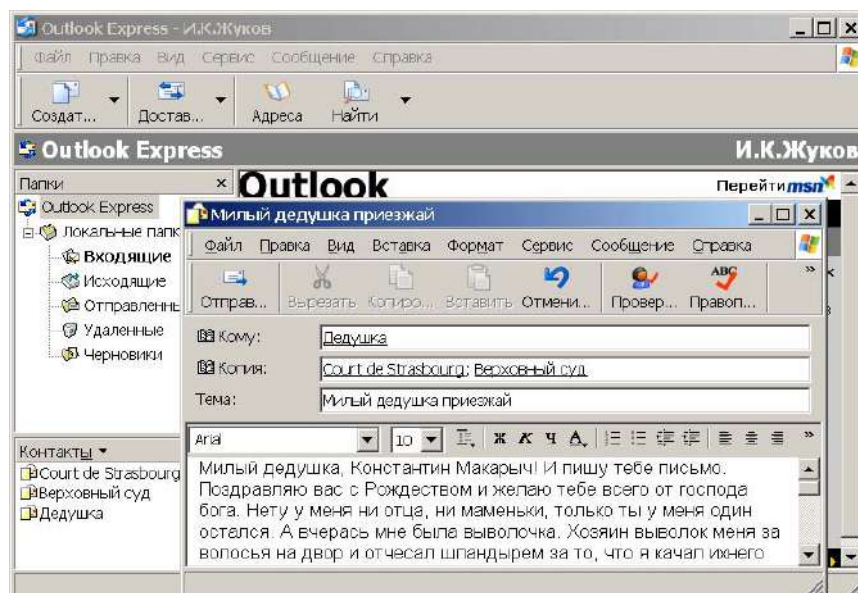 Outlook Express - И.К.Жуков
Файл Правка Вид Сервис Сообщение Справка
Создат... Достав... Адреса Найти
Outlook Express И.К.Жуков
Папки
Outlook Перейти msn
Outlook Express
Локальные папк
Входящие
Исходящие
Отправленнь
Удаленные
Черновики
Контакты
Court de Strasbourg
Верховный суд
Дедушка
Милый дедушка приезжай
Файл Правка Вид Вставка Формат Сервис Сообщение Справка
Отправ... Вырезать Копиро... Вставить Отмени... Провер... Правоп...
Кому: Дедушка
Копия: Court de Strasbourg; Верховный суд
Тема: Милый дедушка приезжай
Arial 10 Ж К Ч A
Милый дедушка, Константин Макарыч! И пишу тебе письмо.
Поздравляю вас с Рождеством и желаю тебе всего от господа
бога. Нету у меня ни отца, ни маменьки, только ты у меня один
остался. А вчерась мне была выволочка. Хозяин выволок меня за
волосья на двор и отчесал шпандырем за то, что я качал ихнего